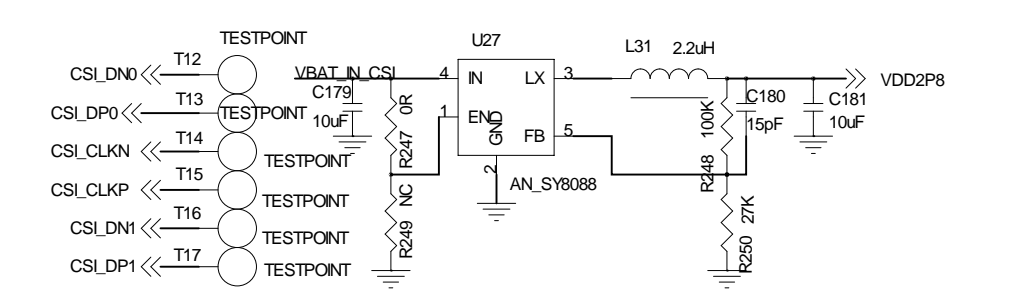 TESTPOINT
U27
CSI_DN0
T12
VBAT_IN_CSI
4
IN
LX
3
L31
2.2uH
VDD2P8
CSI_DP0
T13
TESTPOINT
C179
10uF
0R
R247
1
EN
GND
FB
5
100K
R248
C180
15pF
C181
10uF
CSI_CLKN
T14
TESTPOINT
2
AN_SY8088
CSI_CLKP
T15
TESTPOINT
NC
R249
27K
R250
CSI_DN1
T16
TESTPOINT
CSI_DP1
T17
TESTPOINT